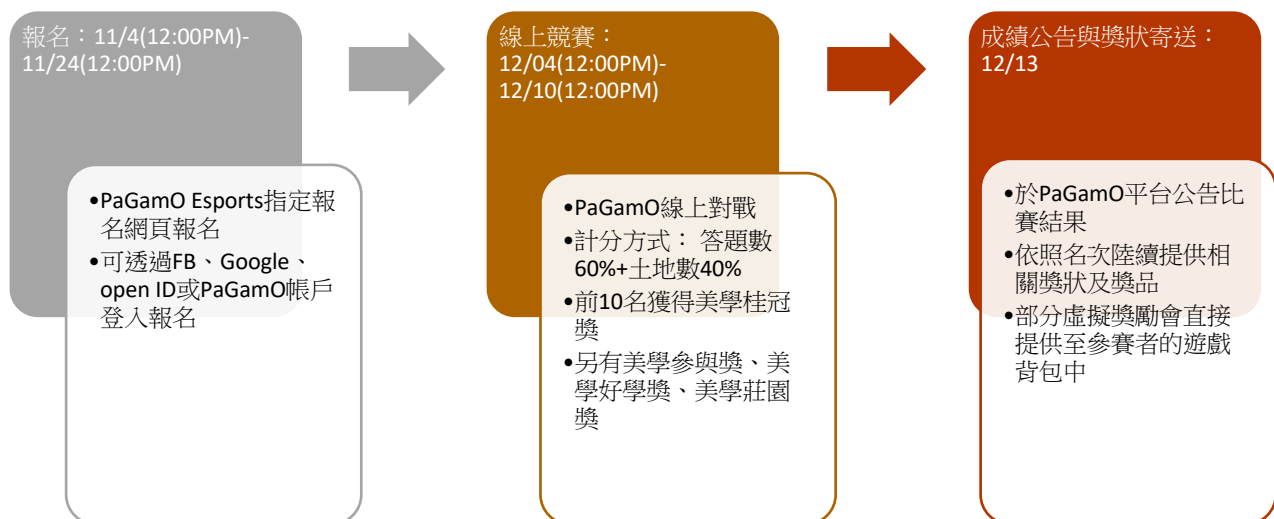 報名：11/4(12:00PM)-
11/24(12:00PM)
•PaGamO Esports指定報
名網頁報名
•可透過FB、Google、
open ID或PaGamO帳戶
登入報名
線上競賽：
12/04(12:00PM)-
12/10(12:00PM)
•PaGamO線上對戰
•計分方式： 答題數
60%+土地數40%
•前10名獲得美學桂冠
獎
•另有美學參與獎、美
學好學獎、美學莊園
獎
成績公告與獎狀寄送：
12/13
•於PaGamO平台公告比
賽結果
•依照名次陸續提供相
關獎狀及獎品
•部分虛擬獎勵會直接
提供至參賽者的遊戲
背包中